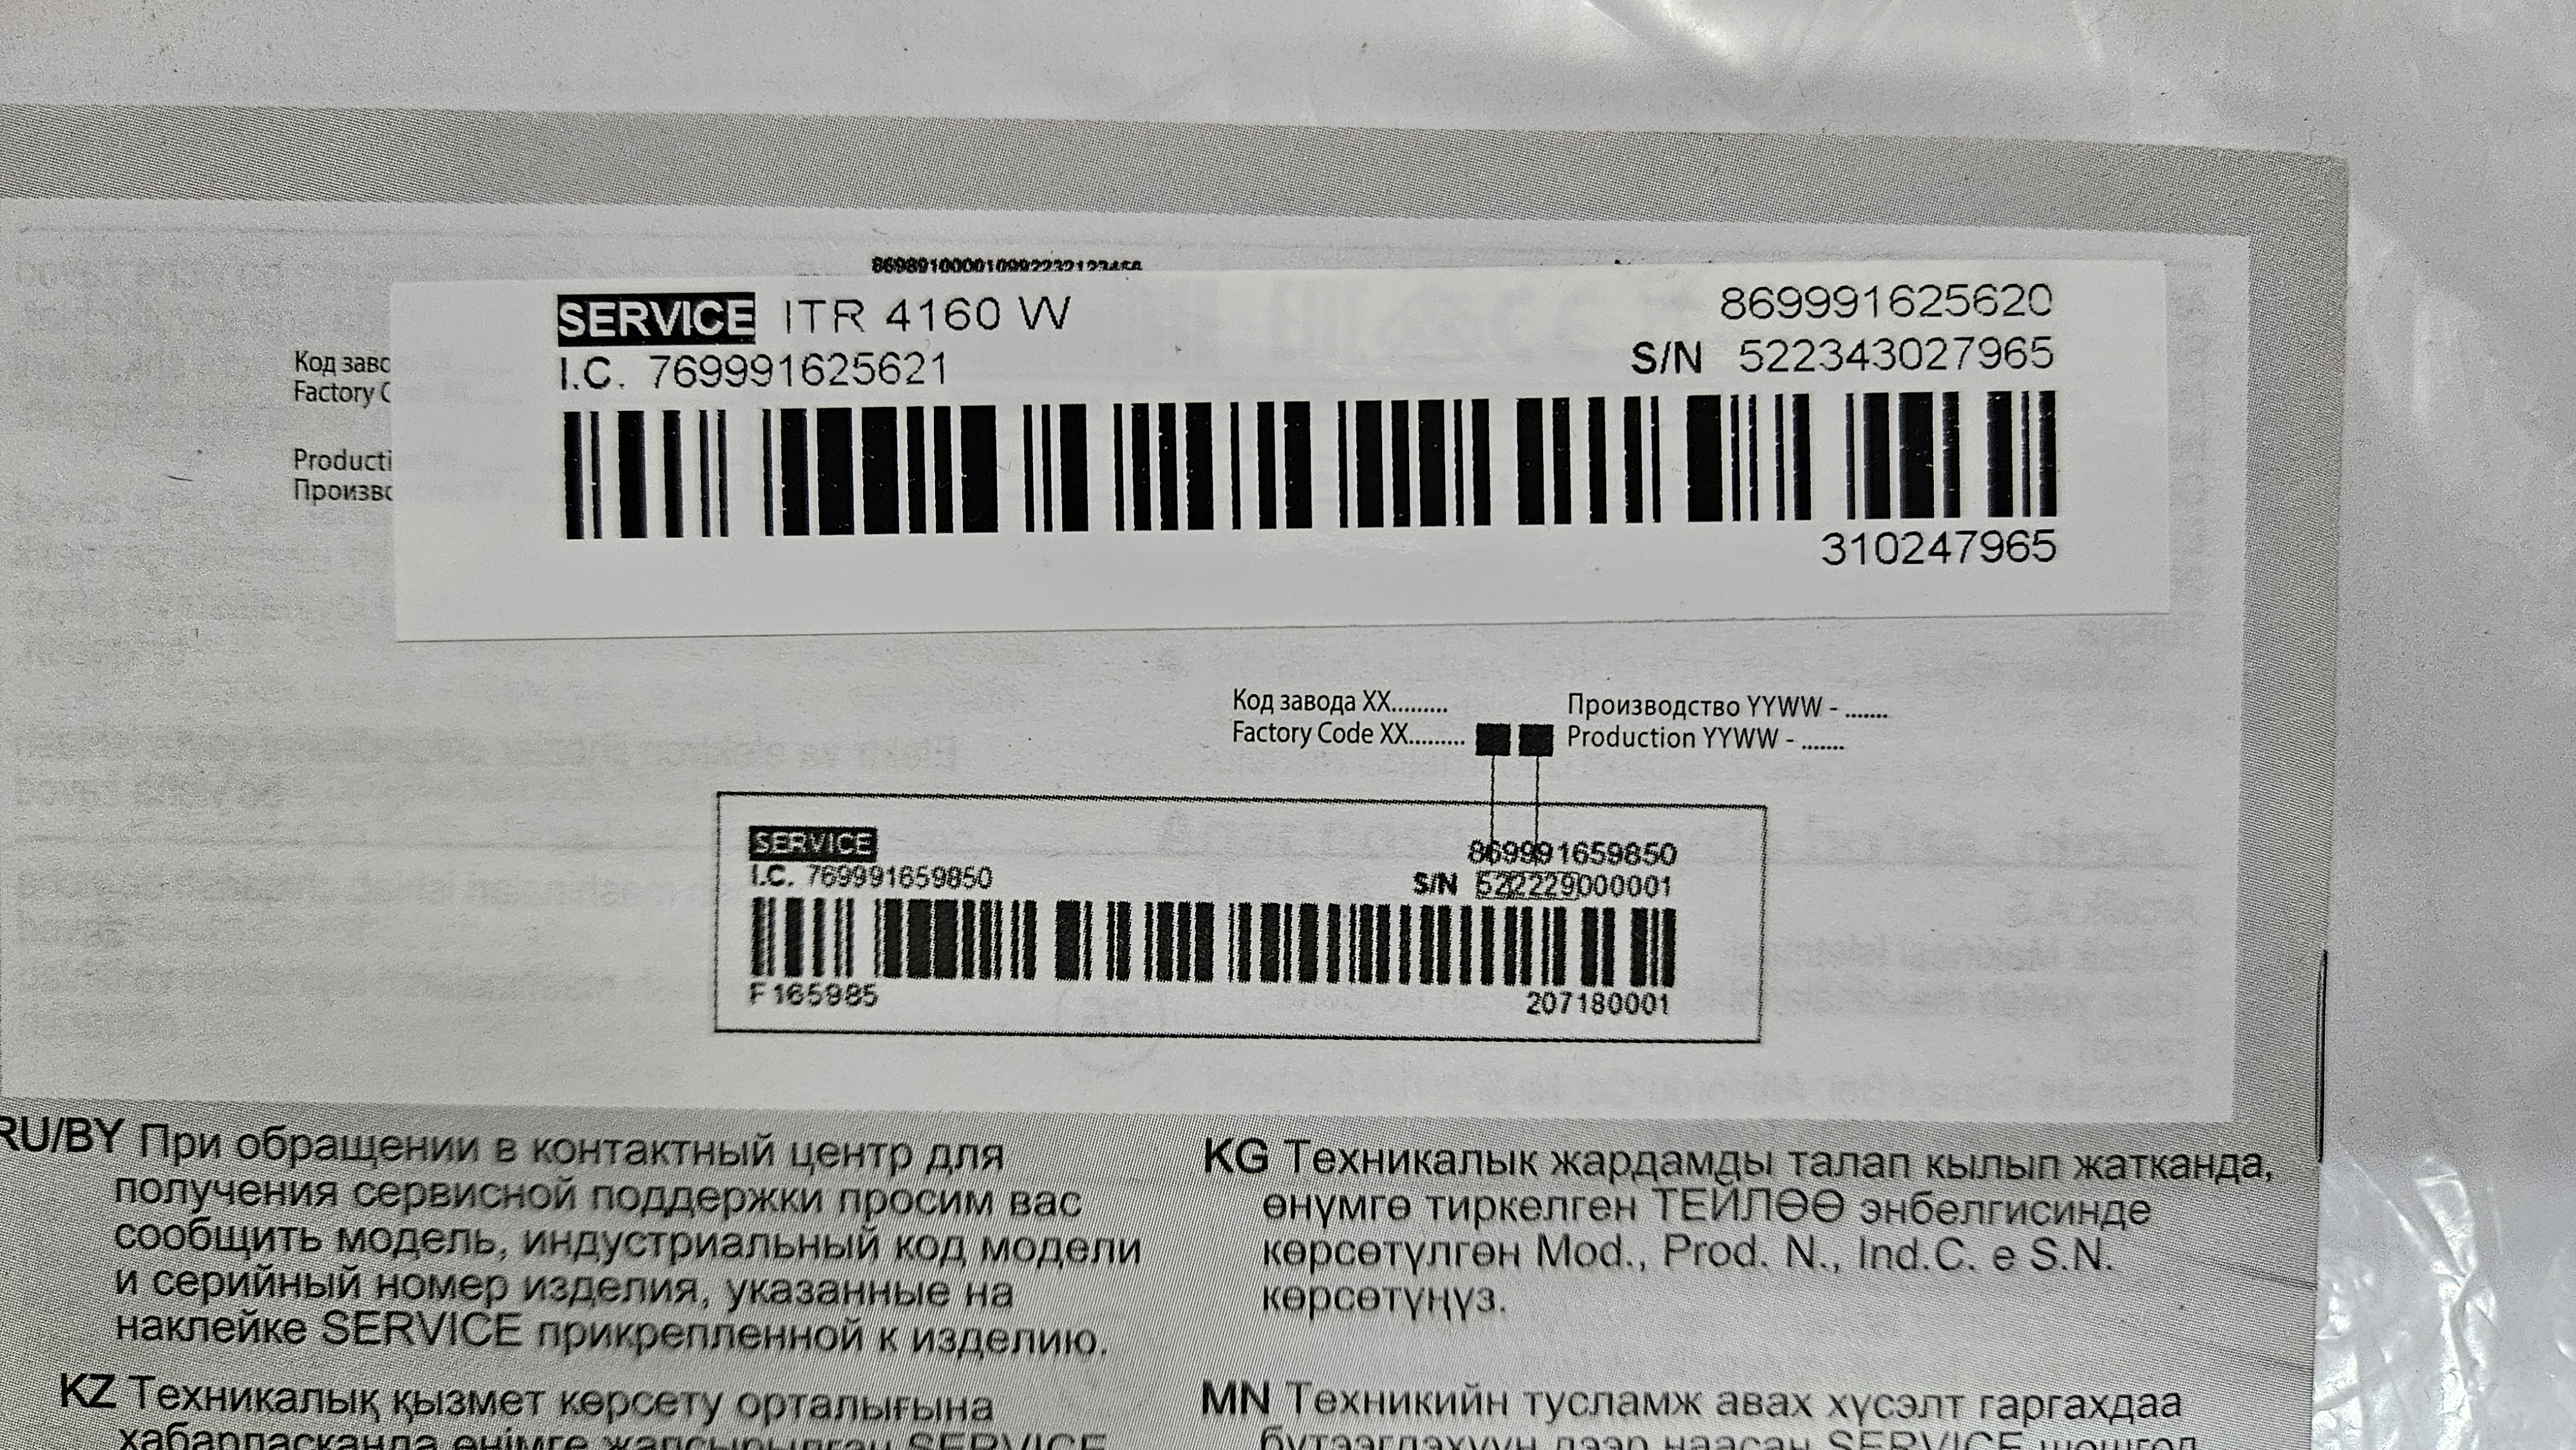 SERVICE ITR 4160 W
869991625620
I.C. 769991625621
S/N 522343027965
310247965
Код
Factory
Код завода XX.........
Factory Code XX.........
Производство YYWW - .......
Production YYWW - .......
SERVICE
869991659850
I.C. 769991659850
S/N 522229000001
F165985
207180001
RU/BY При обращении в контактный центр для
получения сервисной поддержки просим вас
сообщить модель, индустриальный код модели
и серийный номер изделия, указанные на
наклейке SERVICE прикрепленной к изделию.
KG Техникалык жардамды талап кылып жатканда,
өнүмгө тиркелген ТЕЙЛӨӨ энбелгисинде
көрсөтүлгөн Mod., Prod. N., Ind.C. e S.N.
көрсөтүңүз.
KZ Техникалық қызмет көрсету орталығына
MN Техникийн тусламж авах хүсэлт гаргахдаа